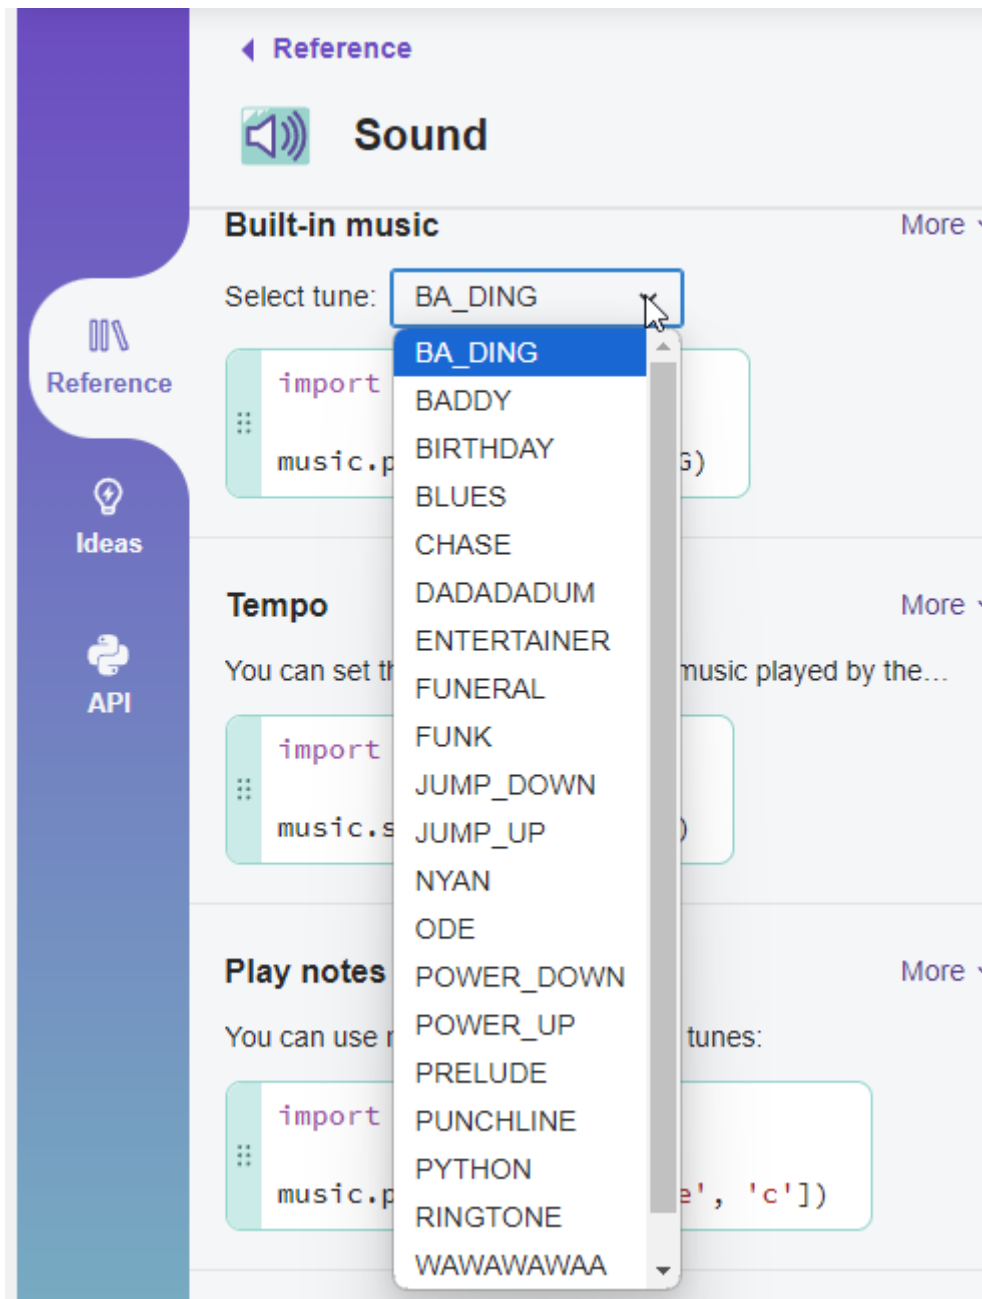 Reference
Sound
Built-in music
More
Select tune: BA_DING
BA_DING
BADDY
BIRTHDAY
BLUES
CHASE
DADADADUM
ENTERTAINER
FUNERAL
FUNK
JUMP_DOWN
JUMP_UP
NYAN
ODE
POWER_DOWN
POWER_UP
PRELUDE
PUNCHLINE
PYTHON
RINGTONE
WAWAWAWAA
import
music.p G)
Tempo
More
You can set th music played by the…
import
music.s )
Play notes
More
You can use tunes:
import
music.p e', 'c'])
Reference
Ideas
API